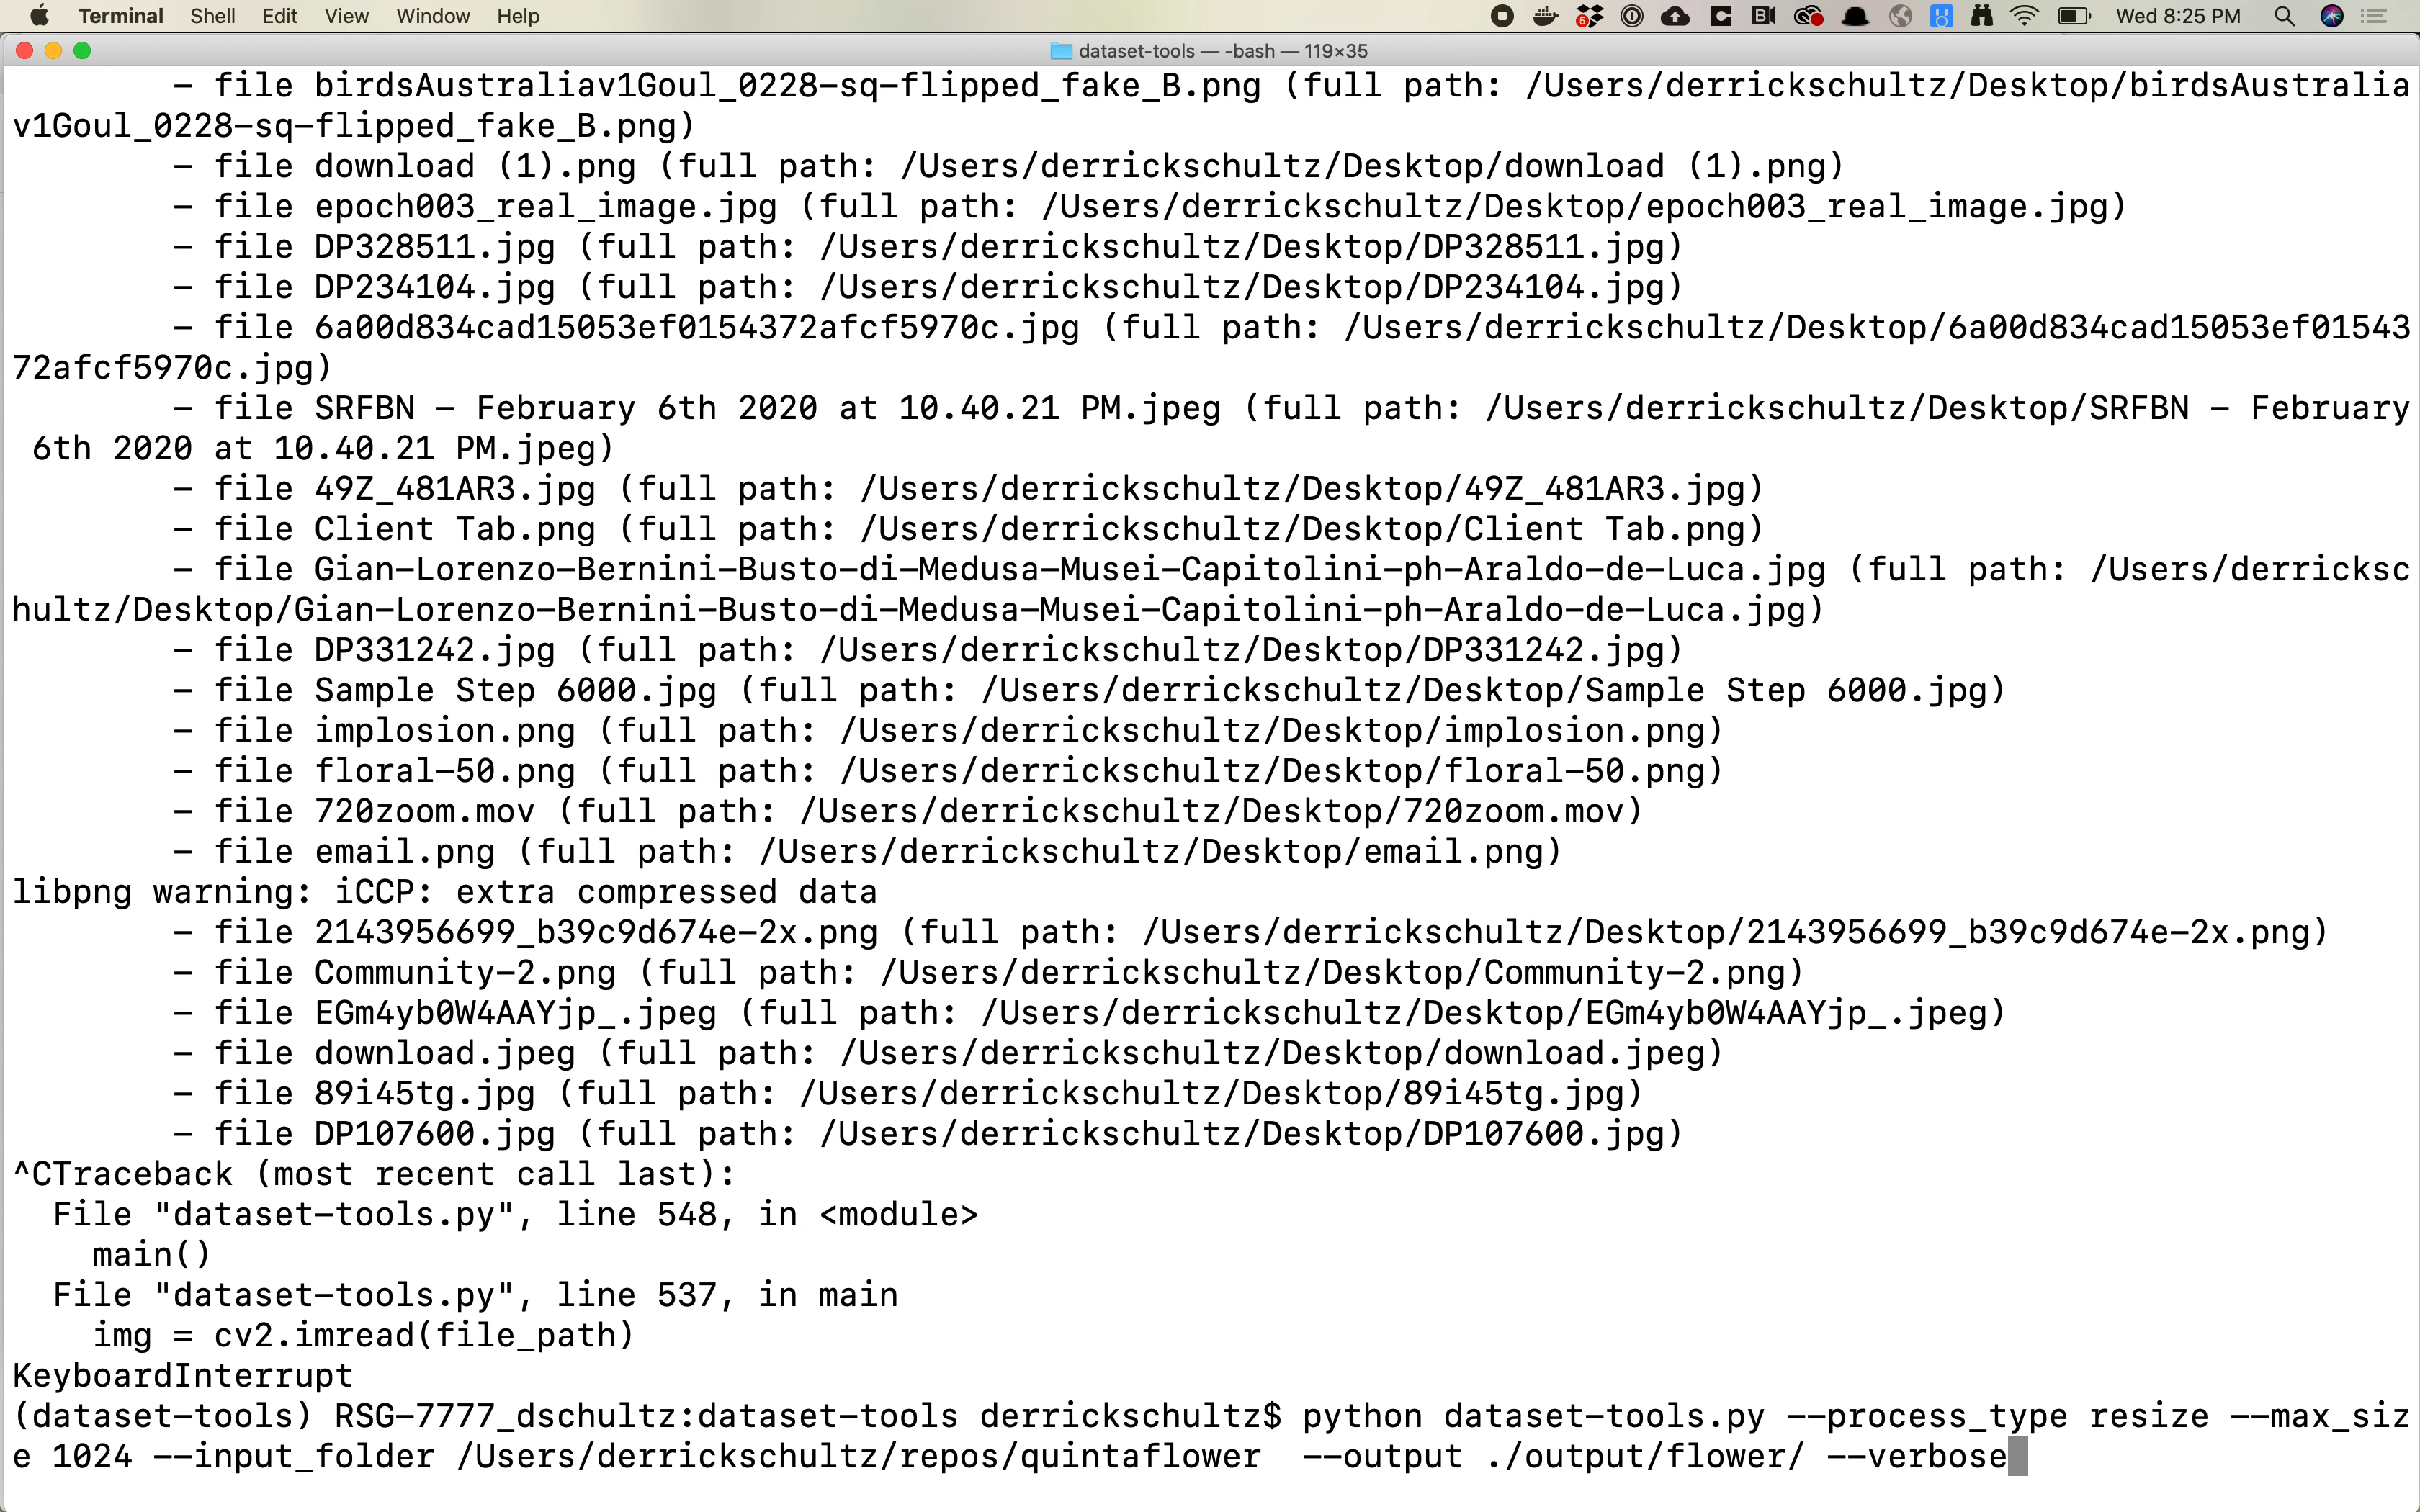 Terminal Shell Edit View Window Help 5 Wed 8:25 PM
dataset-tools — -bash — 119×35
- file birdsAustraliav1Goul_0228-sq-flipped_fake_B.png (full path: /Users/derrickschultz/Desktop/birdsAustralia
v1Goul_0228-sq-flipped_fake_B.png)
- file download (1).png (full path: /Users/derrickschultz/Desktop/download (1).png)
- file epoch003_real_image.jpg (full path: /Users/derrickschultz/Desktop/epoch003_real_image.jpg)
- file DP328511.jpg (full path: /Users/derrickschultz/Desktop/DP328511.jpg)
- file DP234104.jpg (full path: /Users/derrickschultz/Desktop/DP234104.jpg)
- file 6a00d834cad15053ef0154372afcf5970c.jpg (full path: /Users/derrickschultz/Desktop/6a00d834cad15053ef01543
72afcf5970c.jpg)
- file SRFBN - February 6th 2020 at 10.40.21 PM.jpeg (full path: /Users/derrickschultz/Desktop/SRFBN - February
6th 2020 at 10.40.21 PM.jpeg)
- file 49Z_481AR3.jpg (full path: /Users/derrickschultz/Desktop/49Z_481AR3.jpg)
- file Client Tab.png (full path: /Users/derrickschultz/Desktop/Client Tab.png)
- file Gian-Lorenzo-Bernini-Busto-di-Medusa-Musei-Capitolini-ph-Araldo-de-Luca.jpg (full path: /Users/derricksc
hultz/Desktop/Gian-Lorenzo-Bernini-Busto-di-Medusa-Musei-Capitolini-ph-Araldo-de-Luca.jpg)
- file DP331242.jpg (full path: /Users/derrickschultz/Desktop/DP331242.jpg)
- file Sample Step 6000.jpg (full path: /Users/derrickschultz/Desktop/Sample Step 6000.jpg)
- file implosion.png (full path: /Users/derrickschultz/Desktop/implosion.png)
- file floral-50.png (full path: /Users/derrickschultz/Desktop/floral-50.png)
- file 720zoom.mov (full path: /Users/derrickschultz/Desktop/720zoom.mov)
- file email.png (full path: /Users/derrickschultz/Desktop/email.png)
libpng warning: iCCP: extra compressed data
- file 2143956699_b39c9d674e-2x.png (full path: /Users/derrickschultz/Desktop/2143956699_b39c9d674e-2x.png)
- file Community-2.png (full path: /Users/derrickschultz/Desktop/Community-2.png)
- file EGm4yb0W4AAYjp_.jpeg (full path: /Users/derrickschultz/Desktop/EGm4yb0W4AAYjp_.jpeg)
- file download.jpeg (full path: /Users/derrickschultz/Desktop/download.jpeg)
- file 89i45tg.jpg (full path: /Users/derrickschultz/Desktop/89i45tg.jpg)
- file DP107600.jpg (full path: /Users/derrickschultz/Desktop/DP107600.jpg)
^CTraceback (most recent call last):
File "dataset-tools.py", line 548, in <module>
main()
File "dataset-tools.py", line 537, in main
img = cv2.imread(file_path)
KeyboardInterrupt
(dataset-tools) RSG-7777_dschultz:dataset-tools derrickschultz$ python dataset-tools.py --process_type resize --max_siz
e 1024 --input_folder /Users/derrickschultz/repos/quintaflower  --output ./output/flower/ --verbose